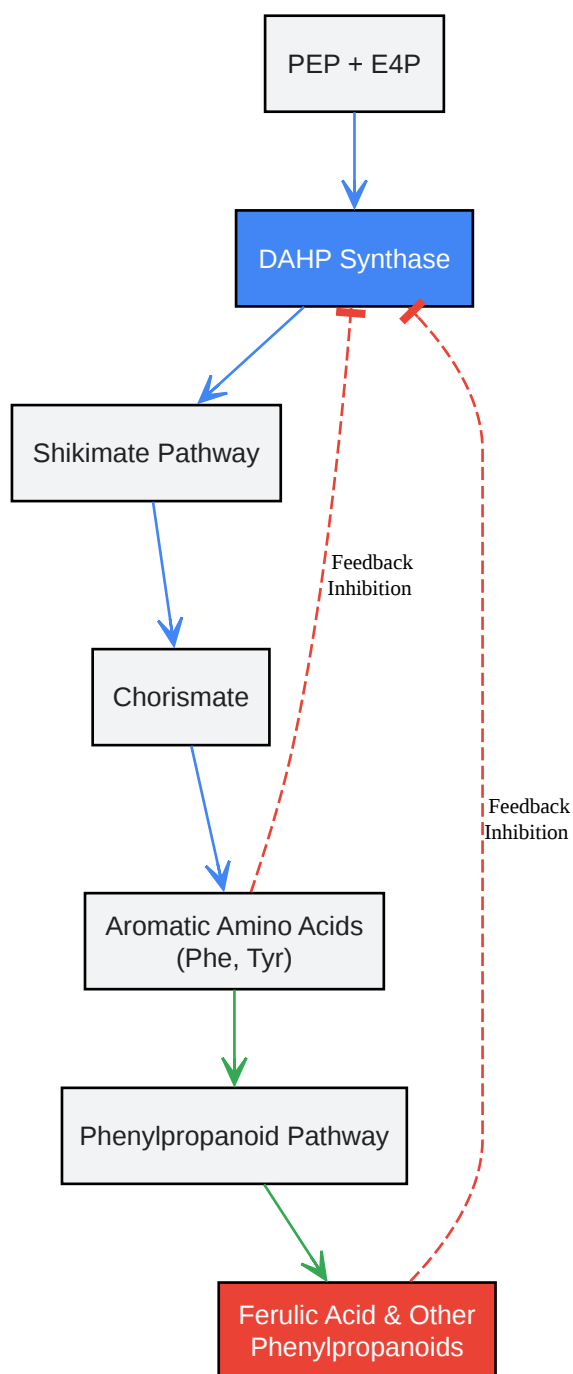 PEP + E4P
DAHP Synthase
Shikimate Pathway
Feedback
Inhibition
Chorismate
Feedback
Inhibition
Aromatic Amino Acids
(Phe, Tyr)
Phenylpropanoid Pathway
Ferulic Acid & Other
Phenylpropanoids